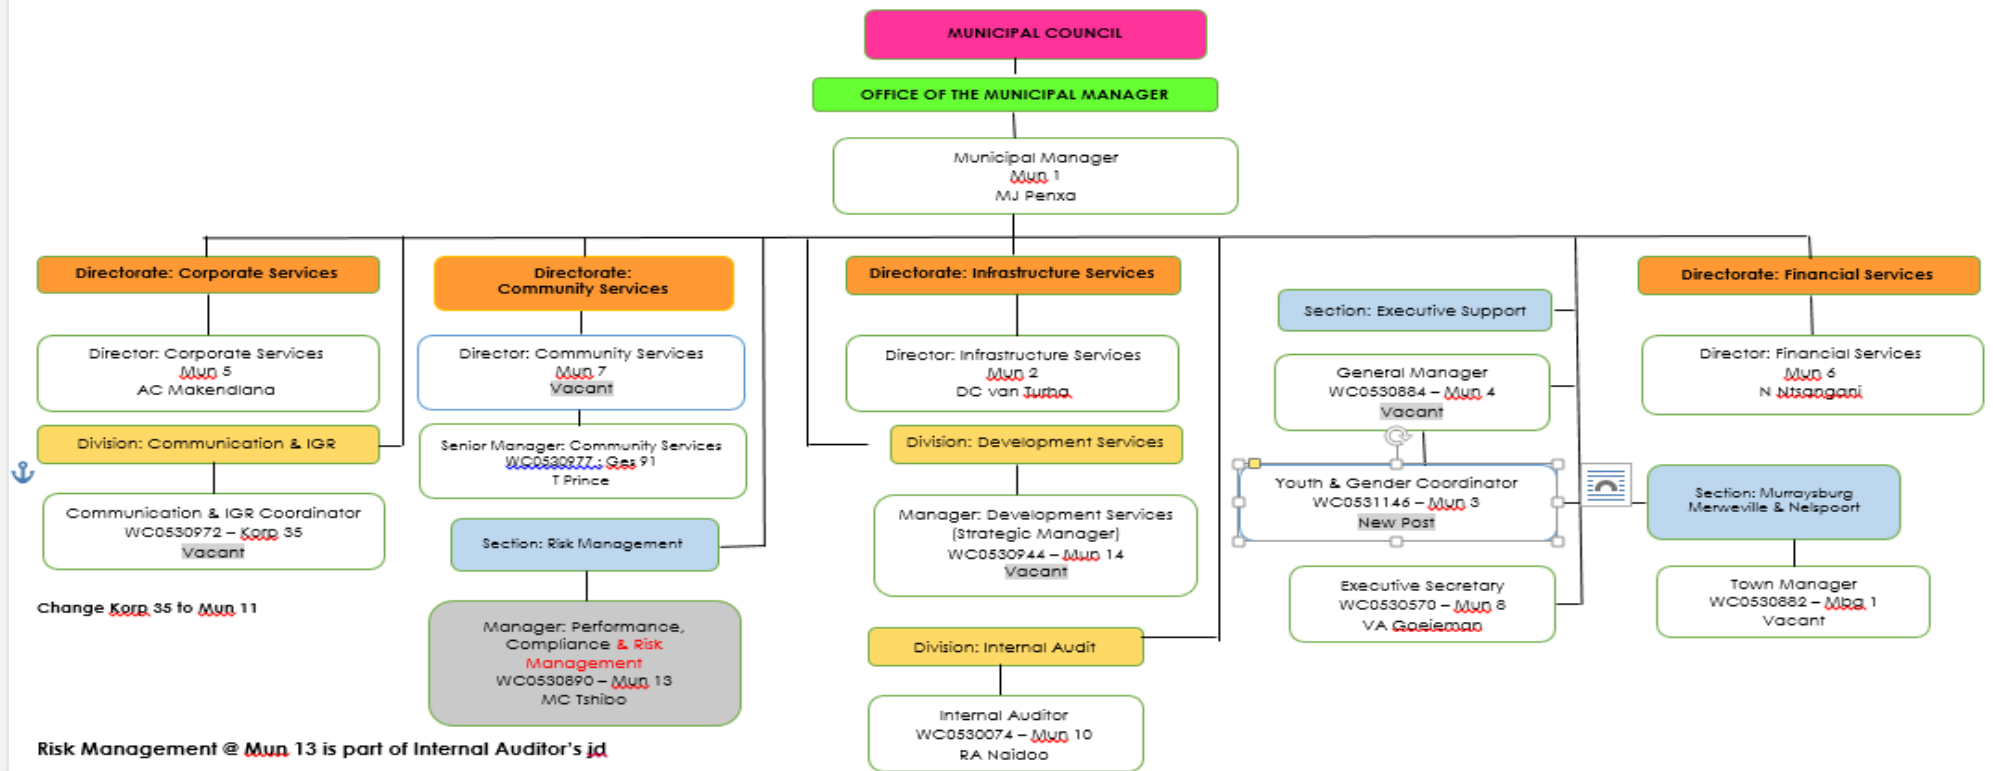 MUNICIPAL COUNCIL
OFFICE OF THE MUNICIPAL MANAGER
Municipal Manager
Mun 1
MJ Penxa
Directorate: Corporate Services
Director: Corporate Services
Mun 5
AC Makendlana
Division: Communication & IGR
Communication & IGR Coordinator
WC0530972 – Korp 35
Vacant
Change Korp 35 to Mun 11
Directorate:
Community Services
Director: Community Services
Mun 7
Vacant
Senior Manager: Community Services
WC0530977 : Ges 91
T Prince
Section: Risk Management
Manager: Performance,
Compliance & Risk
Management
WC0530890 – Mun 13
MC Tshibo
Risk Management @ Mun 13 is part of Internal Auditor's jd
Directorate: Infrastructure Services
Director: Infrastructure Services
Mun 2
DC van Turha
Division: Development Services
Manager: Development Services
(Strategic Manager)
WC0530944 – Mun 14
Vacant
Division: Internal Audit
Internal Auditor
WC0530074 – Mun 10
RA Naidoo
Section: Executive Support
General Manager
WC0530884 – Mun 4
Vacant
Youth & Gender Coordinator
WC0531146 – Mun 3
New Post
Executive Secretary
WC0530570 – Mun 8
VA Goeieman
Directorate: Financial Services
Director: Financial Services
Mun 6
N Ntsangani
Section: Murraysburg
Merweville & Nelspoort
Town Manager
WC0530882 – Mbg 1
Vacant